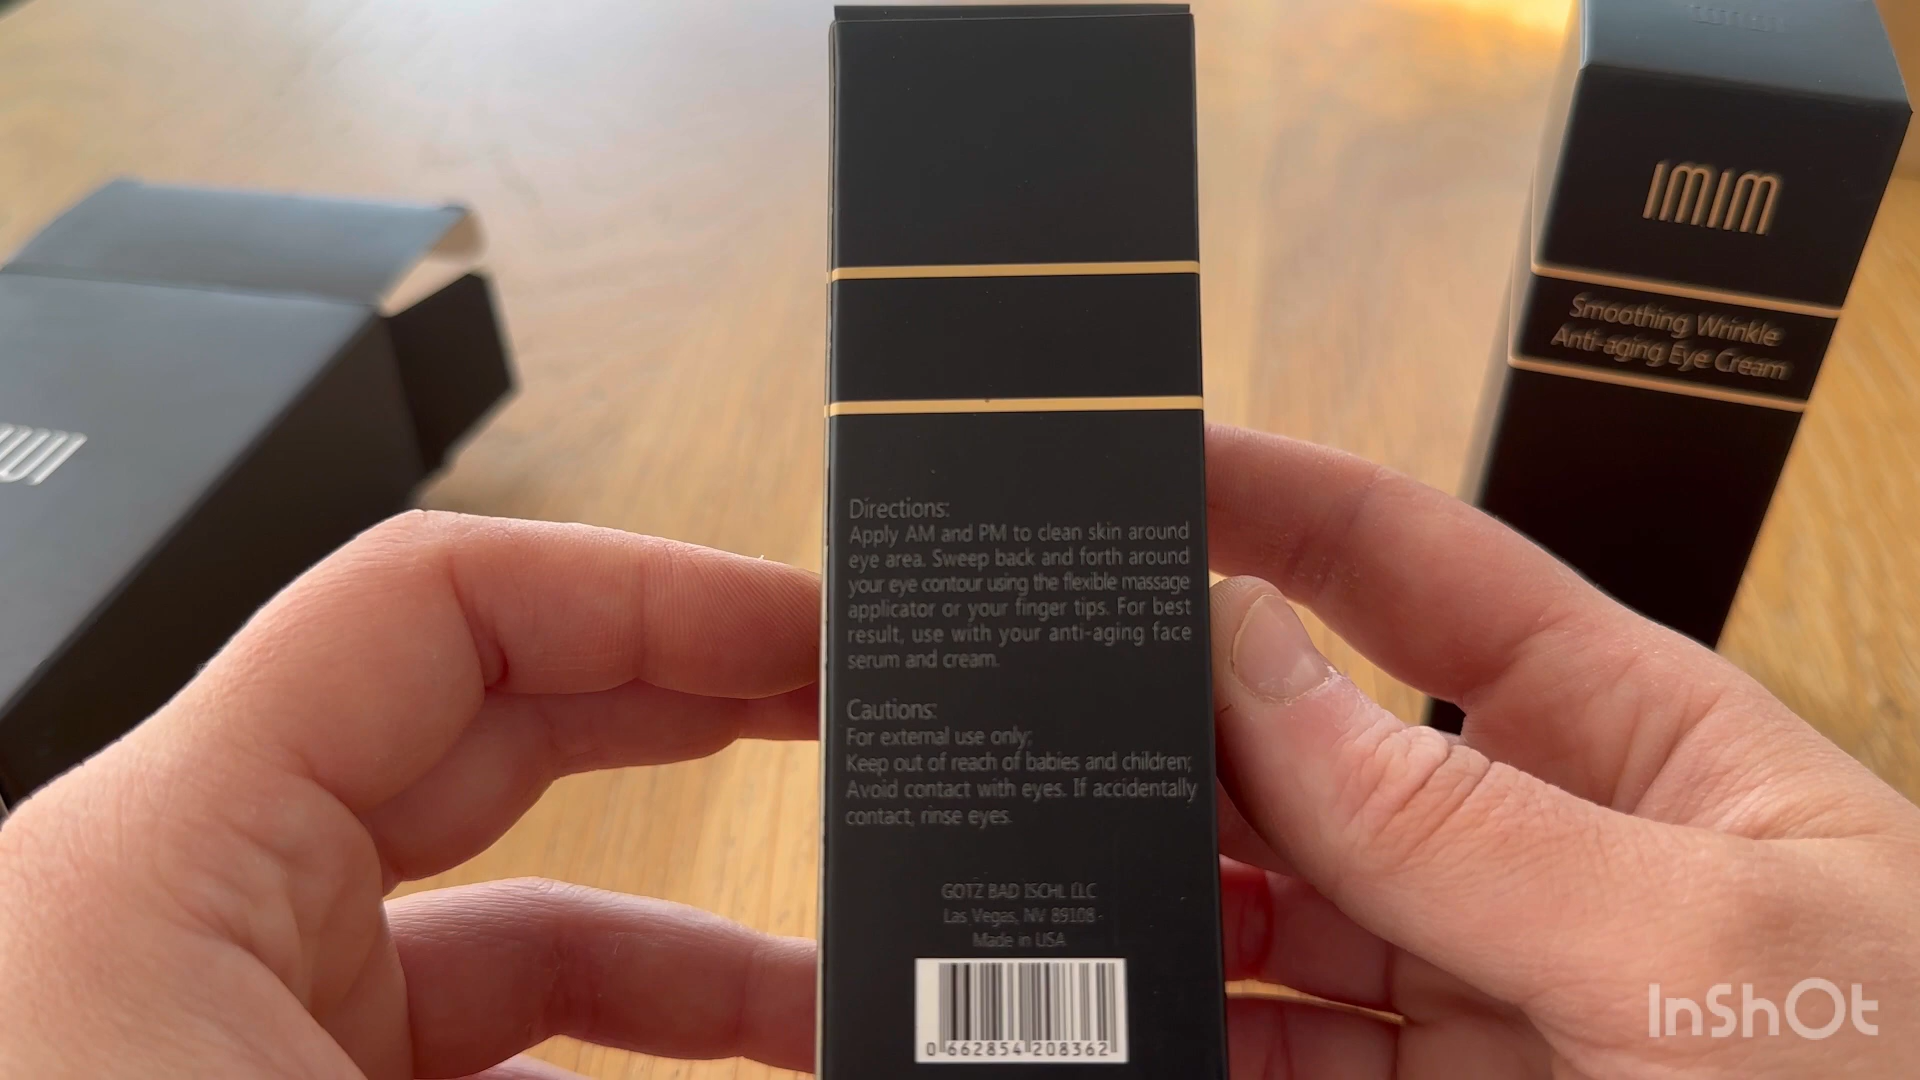 IMIM
Smoothing Wrinkle
Anti-aging Eye Cream
Directions:
Apply AM and PM to clean skin around
eye area. Sweep back and forth around
your eye contour using the flexible massage
applicator or your finger tips. For best
result, use with your anti-aging face
serum and cream.
Cautions:
For external use only;
Keep out of reach of babies and children;
Avoid contact with eyes. If accidentally
contact, rinse eyes.
GOTZ BAD ISCHL LLC
Las Vegas, NV 89108
Made in USA
0 662854 208362
InShOt